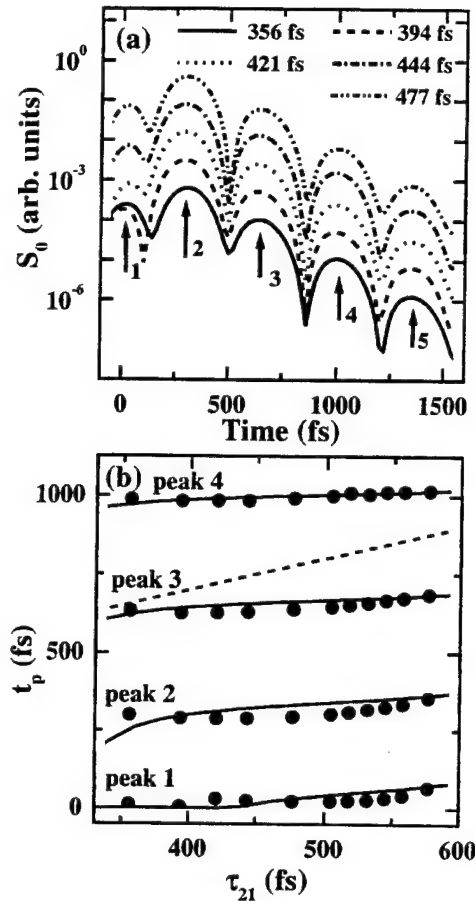 (a)
356 fs
394 fs
421 fs
444 fs
477 fs
10^0
10^-3
10^-6
S_0 (arb. units)
1
2
3
4
5
0
500
1000
1500
Time (fs)
(b)
peak 4
1000
peak 3
500
peak 2
peak 1
0
t_p (fs)
400
500
600
τ_21 (fs)